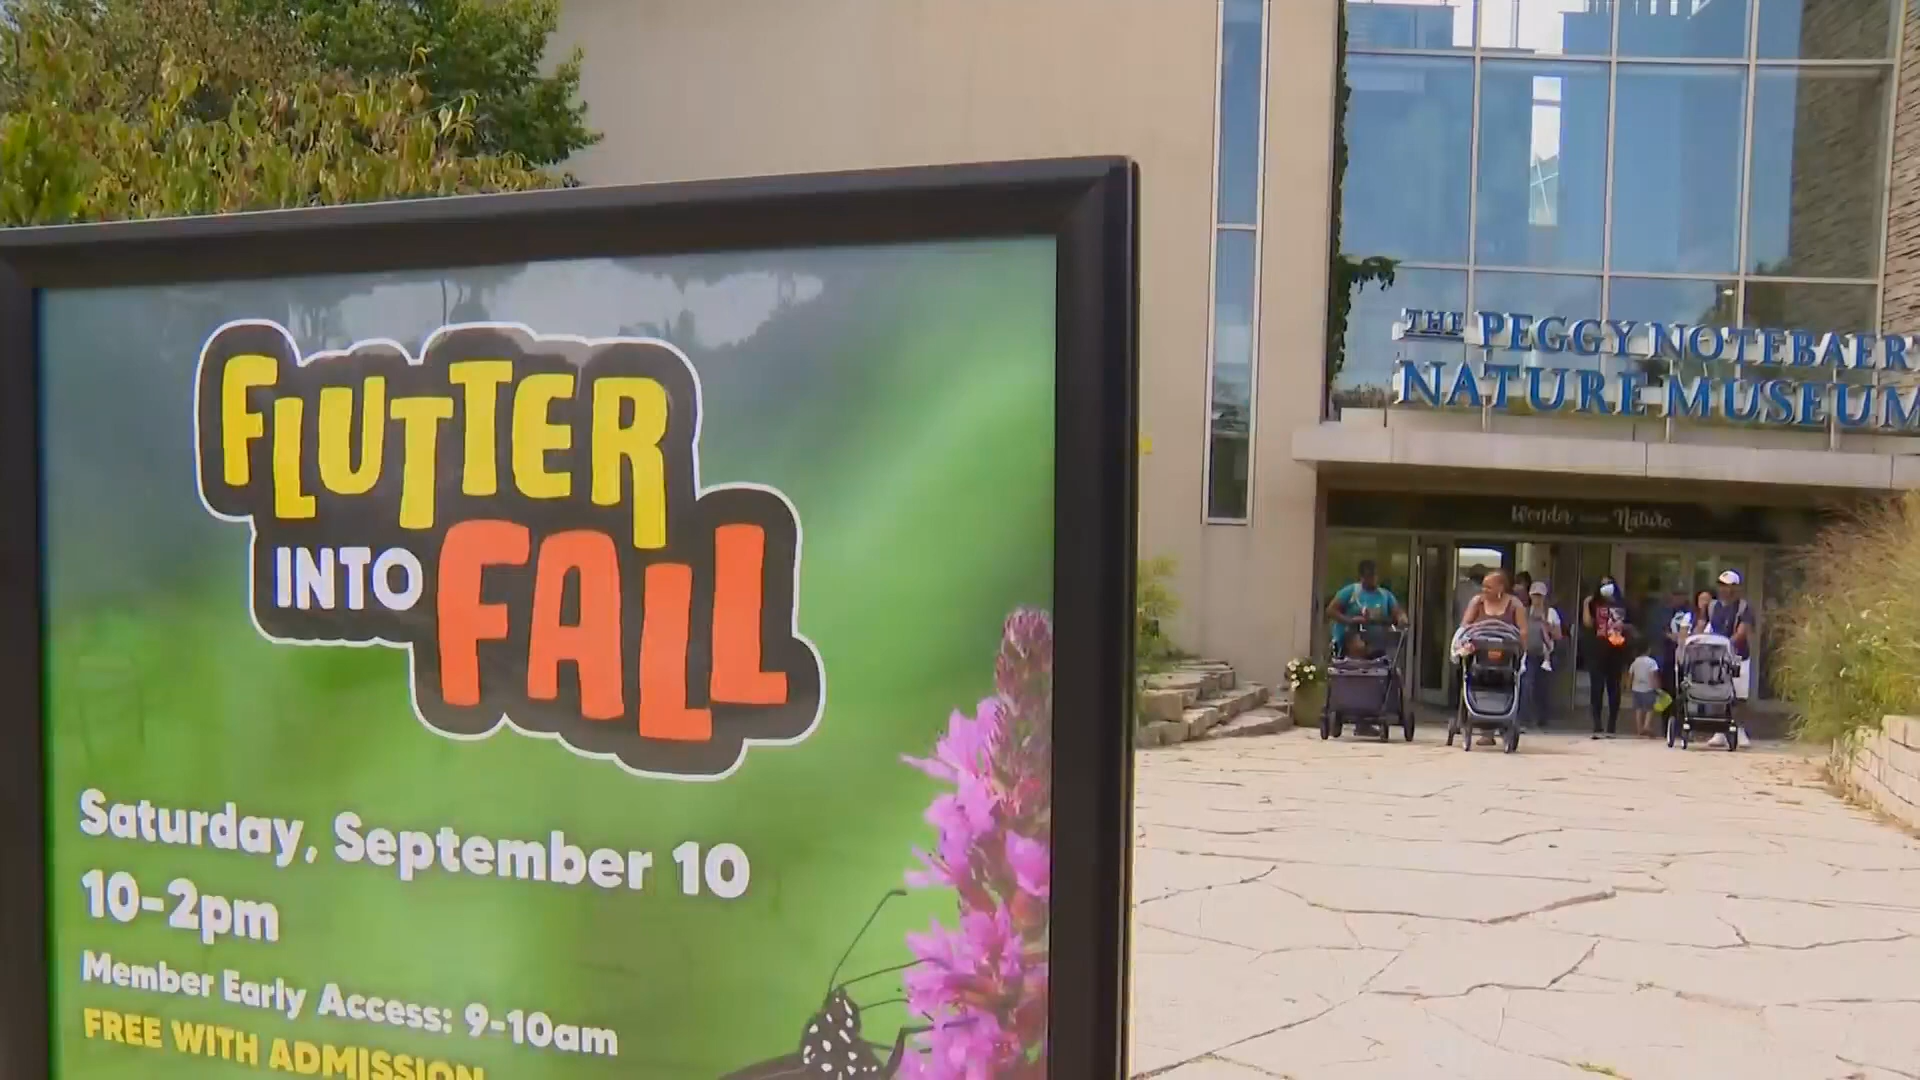 FLUTTER
INTO FALL
Saturday, September 10
10-2pm
Member Early Access: 9-10am
FREE WITH ADMISSION
THE PEGGY NOTEBAERT
NATURE MUSEUM
Wonder Nature